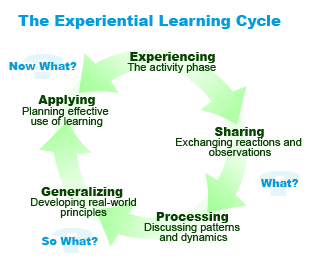 The Experiential Learning Cycle
Experiencing
The activity phase
Now What?
Applying
Planning effective
use of learning
Sharing
Exchanging reactions and
observations
What?
Generalizing
Developing real-world
principles
Processing
Discussing patterns
and dynamics
So What?